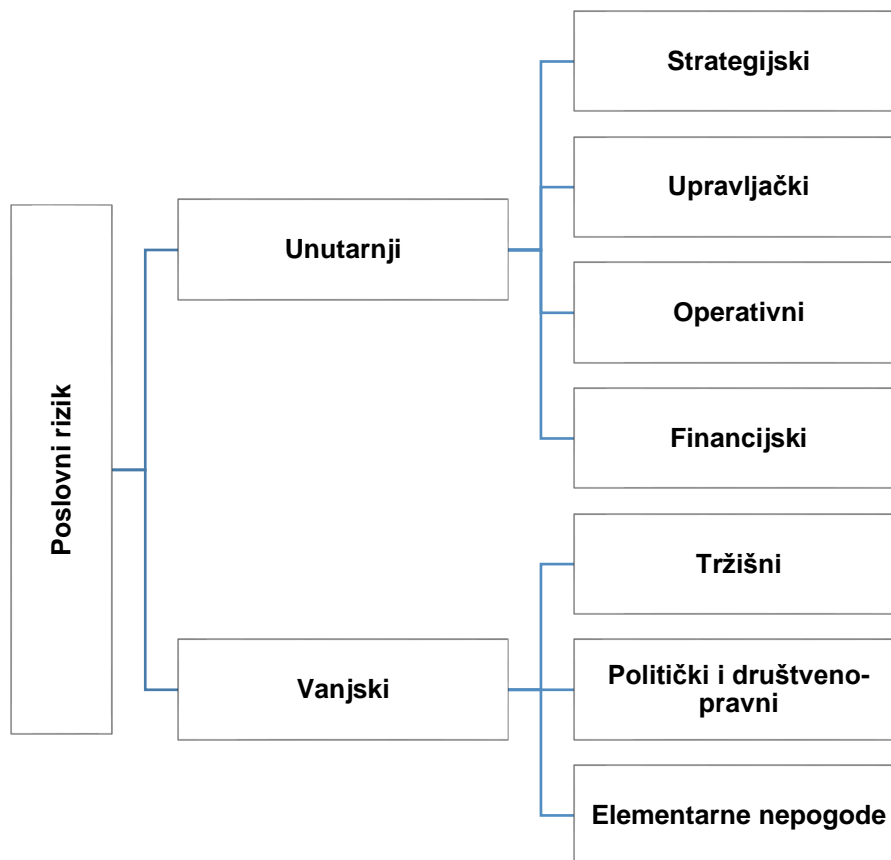 Poslovni rizik
Unutarnji
Strategijski
Upravljački
Operativni
Financijski
Vanjski
Tržišni
Politički i društveno-
pravni
Elementarne nepogode